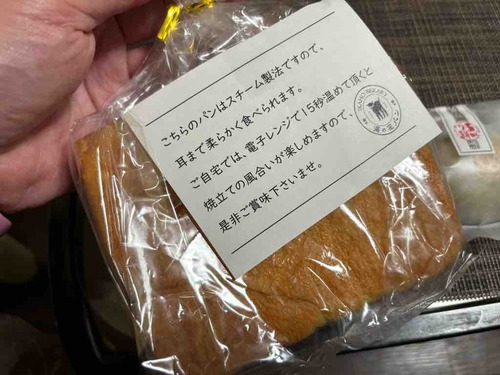 こちらのパンはスチーム製法ですので、
耳まで柔らかく食べられます。
ご自宅では、電子レンジで15秒温めて頂くと
焼立ての風合いが楽しめますので、
是非ご賞味下さいませ。